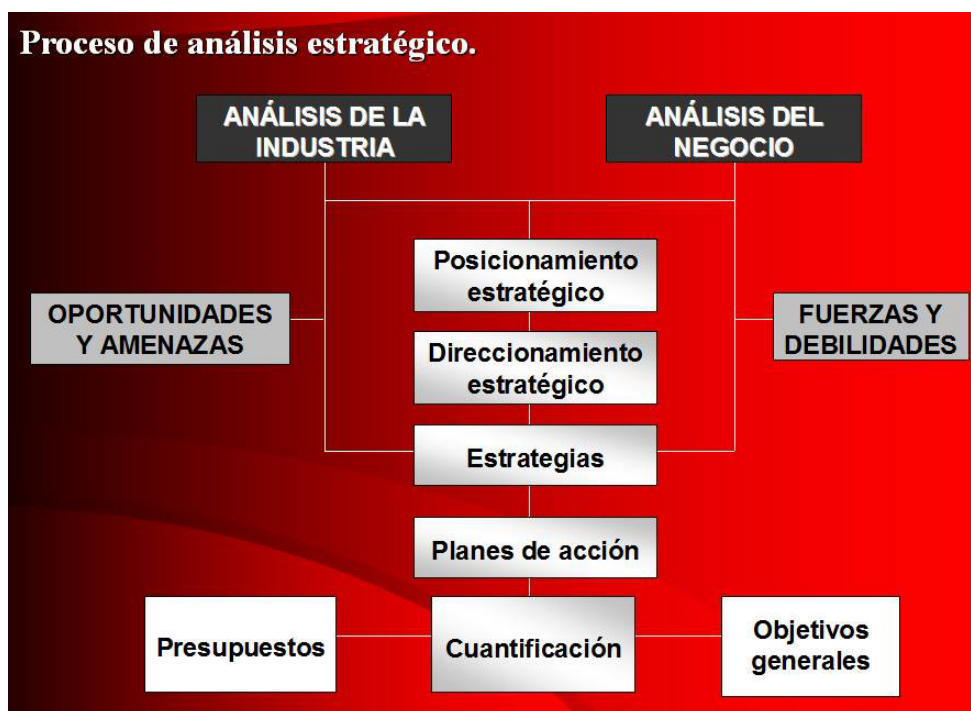 Proceso de análisis estratégico.
ANÁLISIS DE LA
INDUSTRIA
ANÁLISIS DEL
NEGOCIO
Posicionamiento
estratégico
OPORTUNIDADES
Y AMENAZAS
FUERZAS Y
DEBILIDADES
Direccionamiento
estratégico
Estrategias
Planes de acción
Presupuestos
Cuantificación
Objetivos
generales